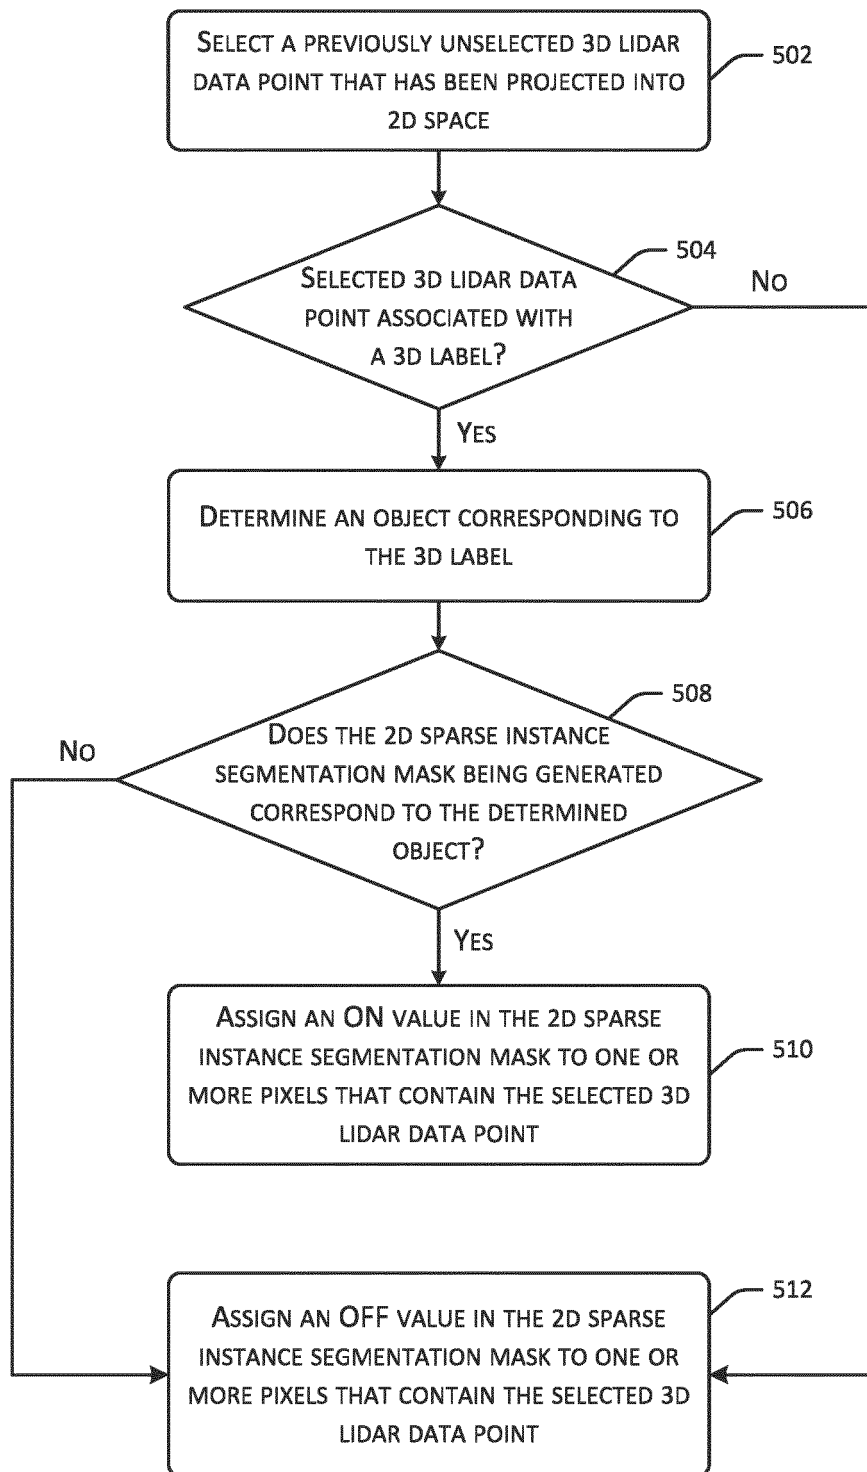 SELECT A PREVIOUSLY UNSELECTED 3D LIDAR
DATA POINT THAT HAS BEEN PROJECTED INTO
2D SPACE
502
SELECTED 3D LIDAR DATA
POINT ASSOCIATED WITH
A 3D LABEL?
504
NO
YES
DETERMINE AN OBJECT CORRESPONDING TO
THE 3D LABEL
506
DOES THE 2D SPARSE INSTANCE
SEGMENTATION MASK BEING GENERATED
CORRESPOND TO THE DETERMINED
OBJECT?
508
NO
YES
ASSIGN AN ON VALUE IN THE 2D SPARSE
INSTANCE SEGMENTATION MASK TO ONE OR
MORE PIXELS THAT CONTAIN THE SELECTED 3D
LIDAR DATA POINT
510
ASSIGN AN OFF VALUE IN THE 2D SPARSE
INSTANCE SEGMENTATION MASK TO ONE OR
MORE PIXELS THAT CONTAIN THE SELECTED 3D
LIDAR DATA POINT
512